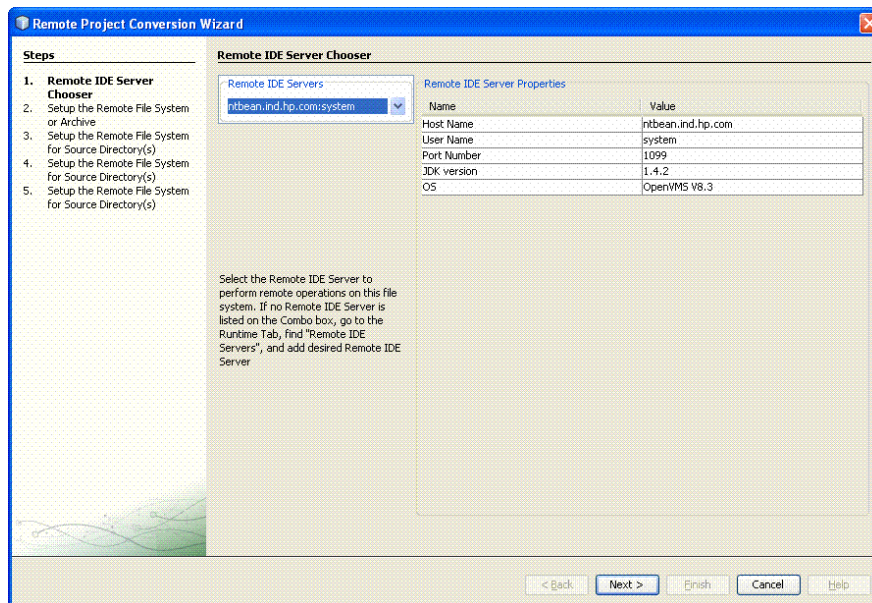 Remote Project Conversion Wizard
Steps
1. Remote IDE Server
Chooser
2. Setup the Remote File System
or Archive
3. Setup the Remote File System
for Source Directory(s)
4. Setup the Remote File System
for Source Directory(s)
5. Setup the Remote File System
for Source Directory(s)
Remote IDE Server Chooser
Remote IDE Servers
ntbean.ind.hp.com:system
Select the Remote IDE Server to
perform remote operations on this file
system. If no Remote IDE Server is
listed on the Combo box, go to the
Runtime Tab, find "Remote IDE
Servers", and add desired Remote IDE
Server
Remote IDE Server Properties
Name Value
Host Name ntbean.ind.hp.com
User Name system
Port Number 1099
JDK version 1.4.2
OS OpenVMS V8.3
< Back Next > Finish Cancel Help